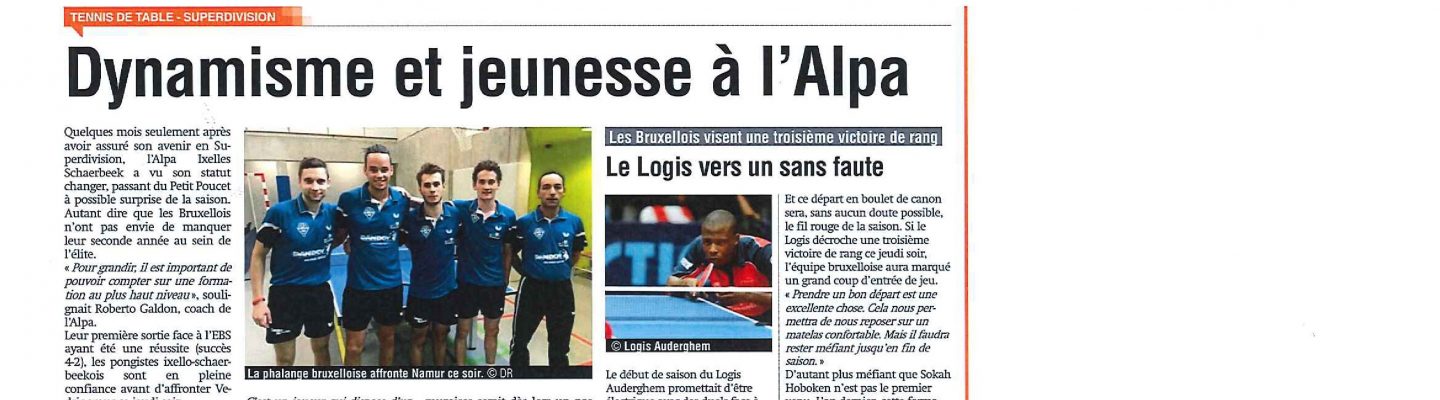 TENNIS DE TABLE - SUPERDIVISION
Dynamisme et jeunesse à l'Alpa
Quelques mois seulement après
avoir assuré son avenir en Su-
perdivision, l'Alpa Ixelles
Schaerbeek a vu son statut
changer, passant du Petit Poucet
à possible surprise de la saison.
Autant dire que les Bruxellois
n'ont pas envie de manquer
leur seconde année au sein de
l'élite.
« Pour grandir, il est important de
pouvoir compter sur une forma-
tion au plus haut niveau », souli-
gnait Roberto Galdon, coach de
l'Alpa.
Leur première sortie face à l'EBS
ayant été une réussite (succès
4-2), les pongistes ixello-schaer-
beekois sont en pleine
confiance avant d'affronter Ve-
La phalange bruxelloise affronte Namur ce soir. © DR
Les Bruxellois visent une troisième victoire de rang
Le Logis vers un sans faute
© Logis Auderghem
Le début de saison du Logis
Auderghem promettait d'être
Et ce départ en boulet de canon
sera, sans aucun doute possible,
le fil rouge de la saison. Si le
Logis décroche une troisième
victoire de rang ce jeudi soir,
l'équipe bruxelloise aura marqué
un grand coup d'entrée de jeu.
« Prendre un bon départ est une
excellente chose. Cela nous per-
mettra de nous reposer sur un
matelas confortable. Mais il faudra
rester méfiant jusqu'en fin de
saison. »
D'autant plus méfiant que Sokah
Hoboken n'est pas le premier